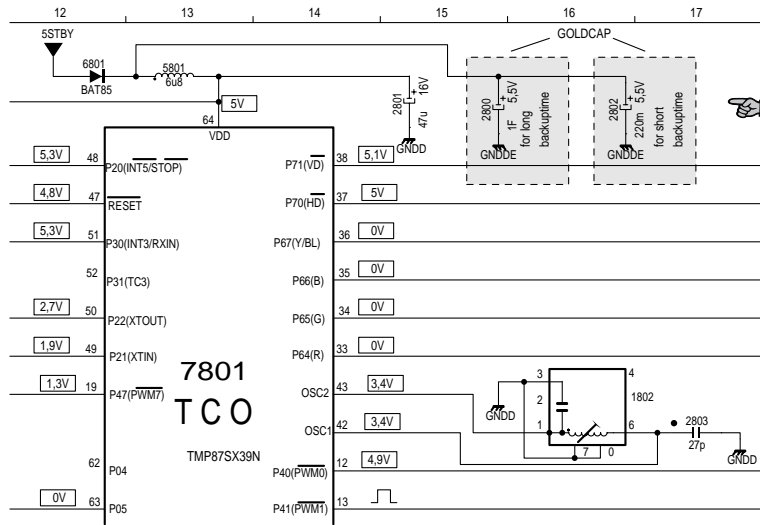 12 13 14 15 16 17
5STBY
GOLDCAP
6801
BAT85
5801
6u8
5V
64
VDD
2801
16V
47u
GNDD
2800
5,5V
1F
for long
backuptime
GNDDE
2802
5,5V
220m
for short
backuptime
GNDDE
5,3V 48 P20(INT5/STOP) P71(VD) 38 5,1V
4,8V 47 RESET P70(HD) 37 5V
5,3V 51 P30(INT3/RXIN) P67(Y/BL) 36 0V
52 P31(TC3) P66(B) 35 0V
2,7V 50 P22(XTOUT) P65(G) 34 0V
1,9V 49 P21(XTIN) P64(R) 33 0V
1,3V 19 P47(PWM7) OSC2 43 3,4V
7801
TCO
TMP87SX39N
OSC1 42 3,4V
62 P04 P40(PWM0) 12 4,9V
0V 63 P05 P41(PWM1) 13
GNDD
3 4
2
1802
1 6
7 0
2803
27p
GNDD